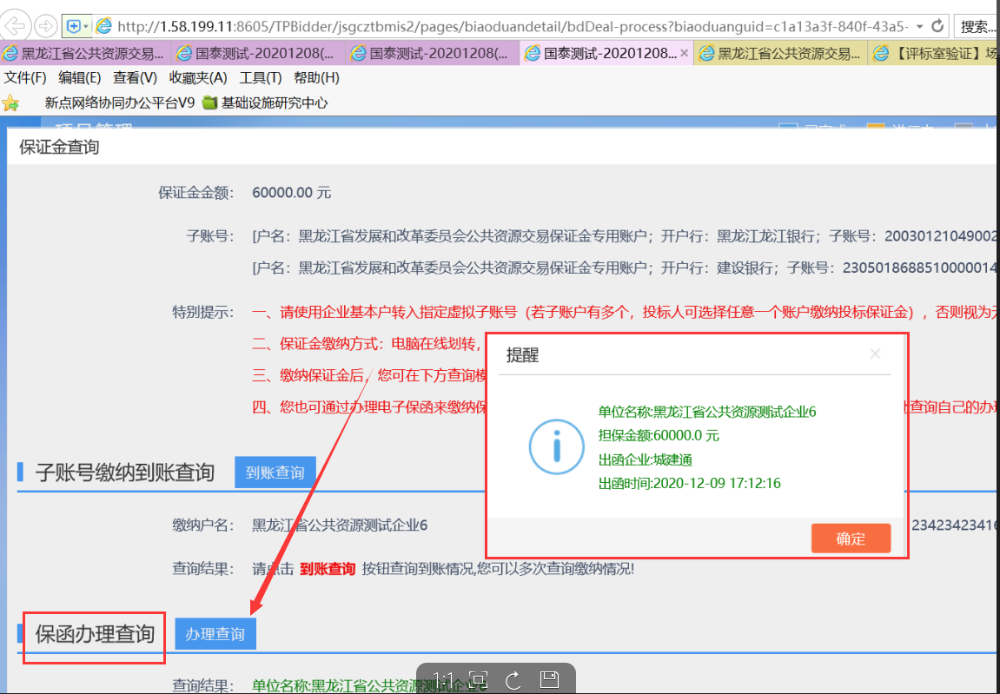 http://1.58.199.11:8605/TPBidder/jsgcztbmis2/pages/biaoduandetail/bdDeal-process?biaoduanguid=c1a13a3f-840f-43a5-
搜索...
黑龙江省公共资源交易...
国泰测试-20201208(...
国泰测试-20201208(...
国泰测试-20201208...
黑龙江省公共资源交易...
【评标室验证】场
文件(F) 编辑(E) 查看(V) 收藏夹(A) 工具(T) 帮助(H)
新点网络协同办公平台V9 基础设施研究中心
保证金查询
保证金金额： 60000.00 元
子账号： [户名：黑龙江省发展和改革委员会公共资源交易保证金专用账户；开户行：黑龙江龙江银行；子账号：20030121049002
[户名：黑龙江省发展和改革委员会公共资源交易保证金专用账户；开户行：建设银行；子账号：2305018688510000014
特别提示： 一、请使用企业基本户转入指定虚拟子账号（若子账户有多个，投标人可选择任意一个账户缴纳投标保证金），否则视为无
二、保证金缴纳方式：电脑在线划转，
三、缴纳保证金后，您可在下方查询模
四、您也可通过办理电子保函来缴纳保
查询自己的办
提醒
单位名称:黑龙江省公共资源测试企业6
担保金额:60000.0 元
出函企业:城建通
出函时间:2020-12-09 17:12:16
确定
子账号缴纳到账查询 到账查询
缴纳户名： 黑龙江省公共资源测试企业6
2342342341
查询结果： 请点击 到账查询 按钮查询到账情况,您可以多次查询缴纳情况!
保函办理查询 办理查询
查询结果： 单位名称:黑龙江省公共资源测试企业6
1:1